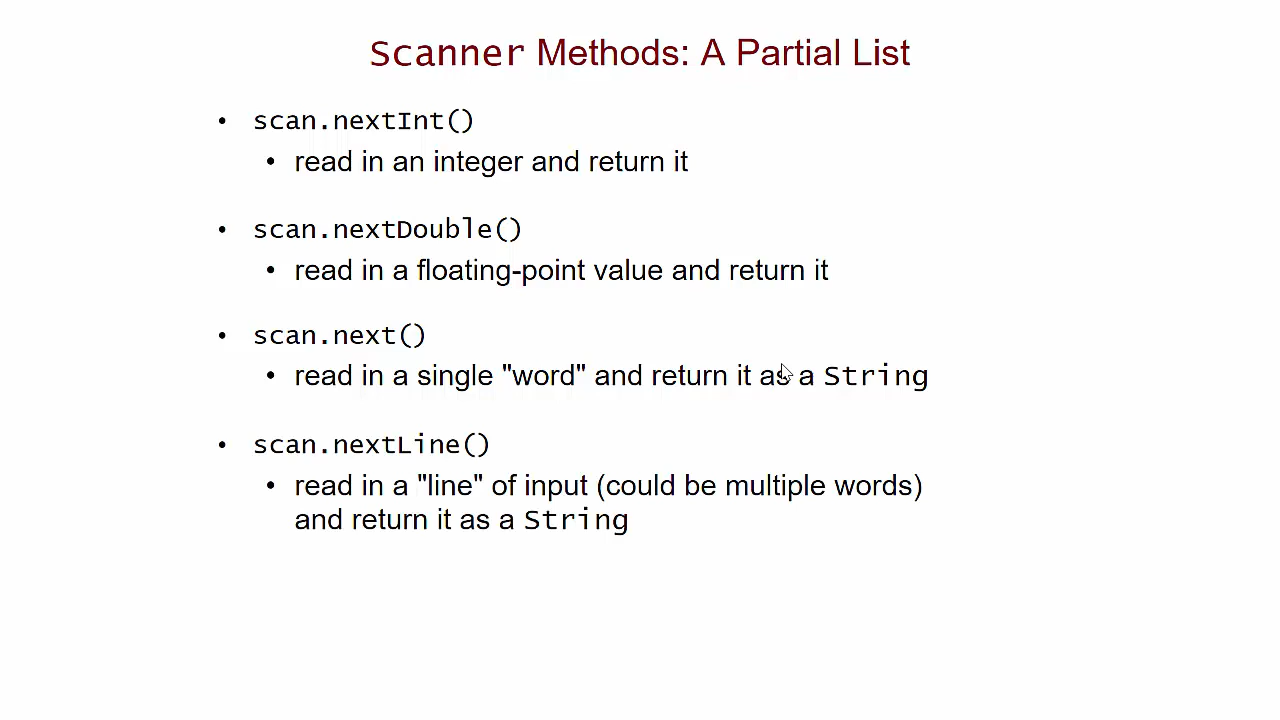 Scanner Methods: A Partial List
• scan.nextInt()
• read in an integer and return it
• scan.nextDouble()
• read in a floating-point value and return it
• scan.next()
• read in a single "word" and return it as a String
• scan.nextLine()
• read in a "line" of input (could be multiple words)
and return it as a String